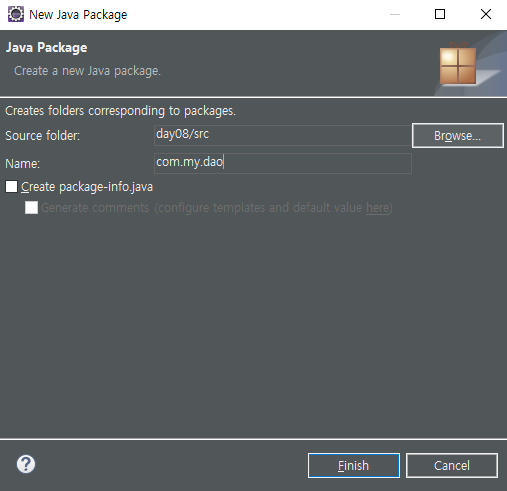 New Java Package
Java Package
Create a new Java package.
Creates folders corresponding to packages.
Source folder: day08/src Browse...
Name: com.my.dao
Create package-info.java
Generate comments (configure templates and default value here)
? Finish Cancel